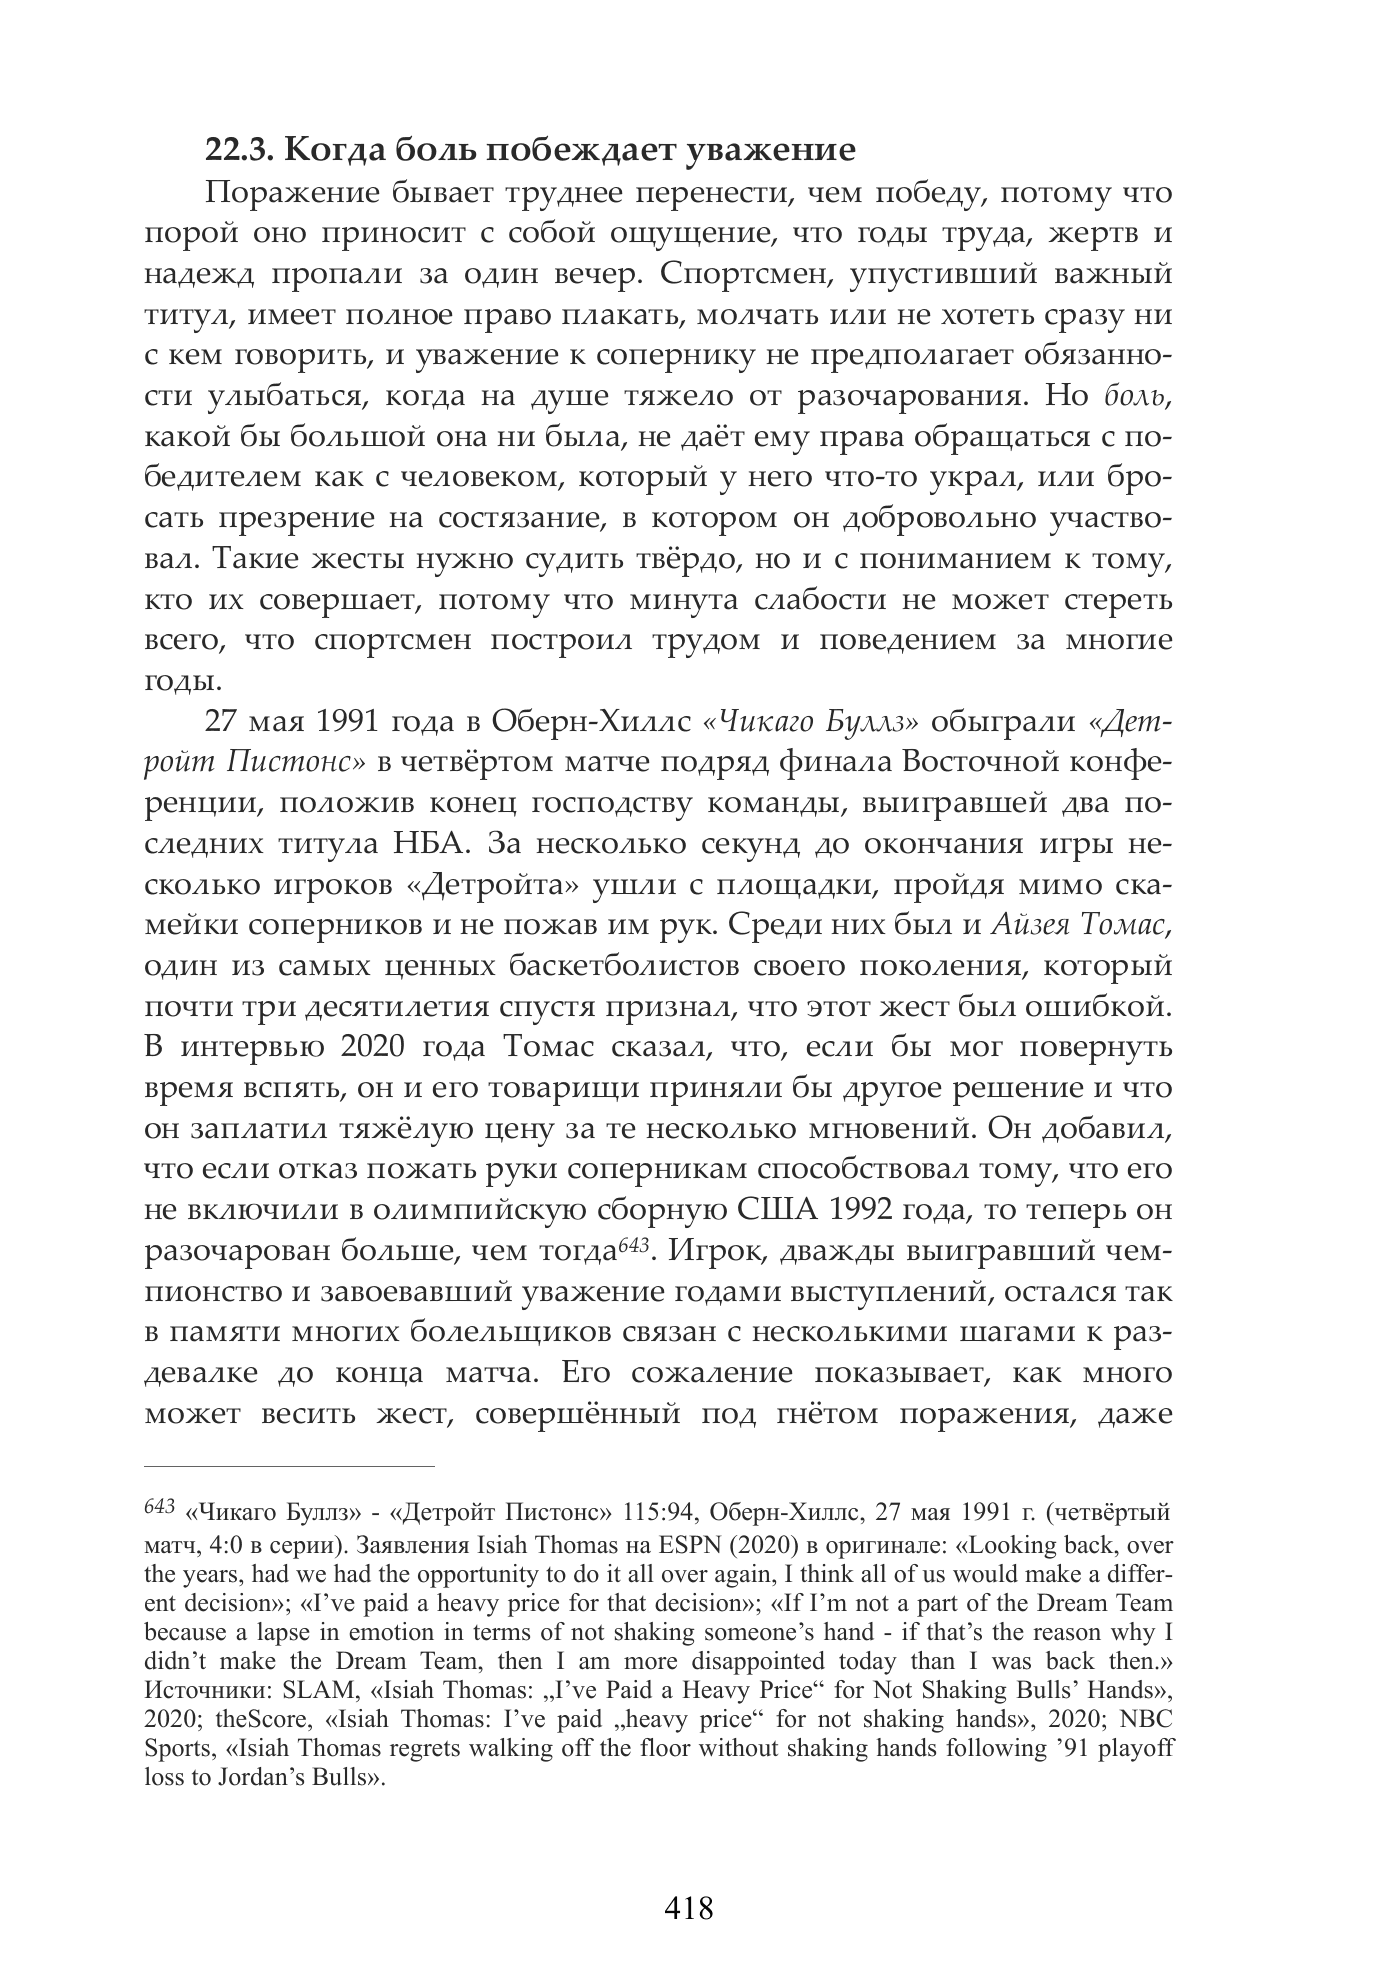 22.3. Когда боль побеждает уважение
Поражение бывает труднее перенести, чем победу, потому что
порой оно приносит с собой ощущение, что годы труда, жертв и
надежд пропали за один вечер. Спортсмен, упустивший важный
титул, имеет полное право плакать, молчать или не хотеть сразу ни
с кем говорить, и уважение к сопернику не предполагает обязанно-
сти улыбаться, когда на душе тяжело от разочарования. Но боль,
какой бы большой она ни была, не даёт ему права обращаться с по-
бедителем как с человеком, который у него что-то украл, или бро-
сать презрение на состязание, в котором он добровольно участво-
вал. Такие жесты нужно судить твёрдо, но и с пониманием к тому,
кто их совершает, потому что минута слабости не может стереть
всего, что спортсмен построил трудом и поведением за многие
годы.
27 мая 1991 года в Оберн-Хиллс «Чикаго Буллз» обыграли «Дет-
ройт Пистонс» в четвёртом матче подряд финала Восточной конфе-
ренции, положив конец господству команды, выигравшей два по-
следних титула НБА. За несколько секунд до окончания игры не-
сколько игроков «Детройта» ушли с площадки, пройдя мимо ска-
мейки соперников и не пожав им рук. Среди них был и Айзея Томас,
один из самых ценных баскетболистов своего поколения, который
почти три десятилетия спустя признал, что этот жест был ошибкой.
В интервью 2020 года Томас сказал, что, если бы мог повернуть
время вспять, он и его товарищи приняли бы другое решение и что
он заплатил тяжёлую цену за те несколько мгновений. Он добавил,
что если отказ пожать руки соперникам способствовал тому, что его
не включили в олимпийскую сборную США 1992 года, то теперь он
разочарован больше, чем тогда643. Игрок, дважды выигравший чем-
пионство и завоевавший уважение годами выступлений, остался так
в памяти многих болельщиков связан с несколькими шагами к раз-
девалке до конца матча. Его сожаление показывает, как много
может весить жест, совершённый под гнётом поражения, даже
643 «Чикаго Буллз» - «Детройт Пистонс» 115:94, Оберн-Хиллс, 27 мая 1991 г. (четвёртый
матч, 4:0 в серии). Заявления Isiah Thomas на ESPN (2020) в оригинале: «Looking back, over
the years, had we had the opportunity to do it all over again, I think all of us would make a differ-
ent decision»; «I’ve paid a heavy price for that decision»; «If I’m not a part of the Dream Team
because a lapse in emotion in terms of not shaking someone’s hand - if that’s the reason why I
didn’t make the Dream Team, then I am more disappointed today than I was back then.»
Источники: SLAM, «Isiah Thomas: „I’ve Paid a Heavy Price“ for Not Shaking Bulls’ Hands»,
2020; theScore, «Isiah Thomas: I’ve paid „heavy price“ for not shaking hands», 2020; NBC
Sports, «Isiah Thomas regrets walking off the floor without shaking hands following ’91 playoff
loss to Jordan’s Bulls».
418